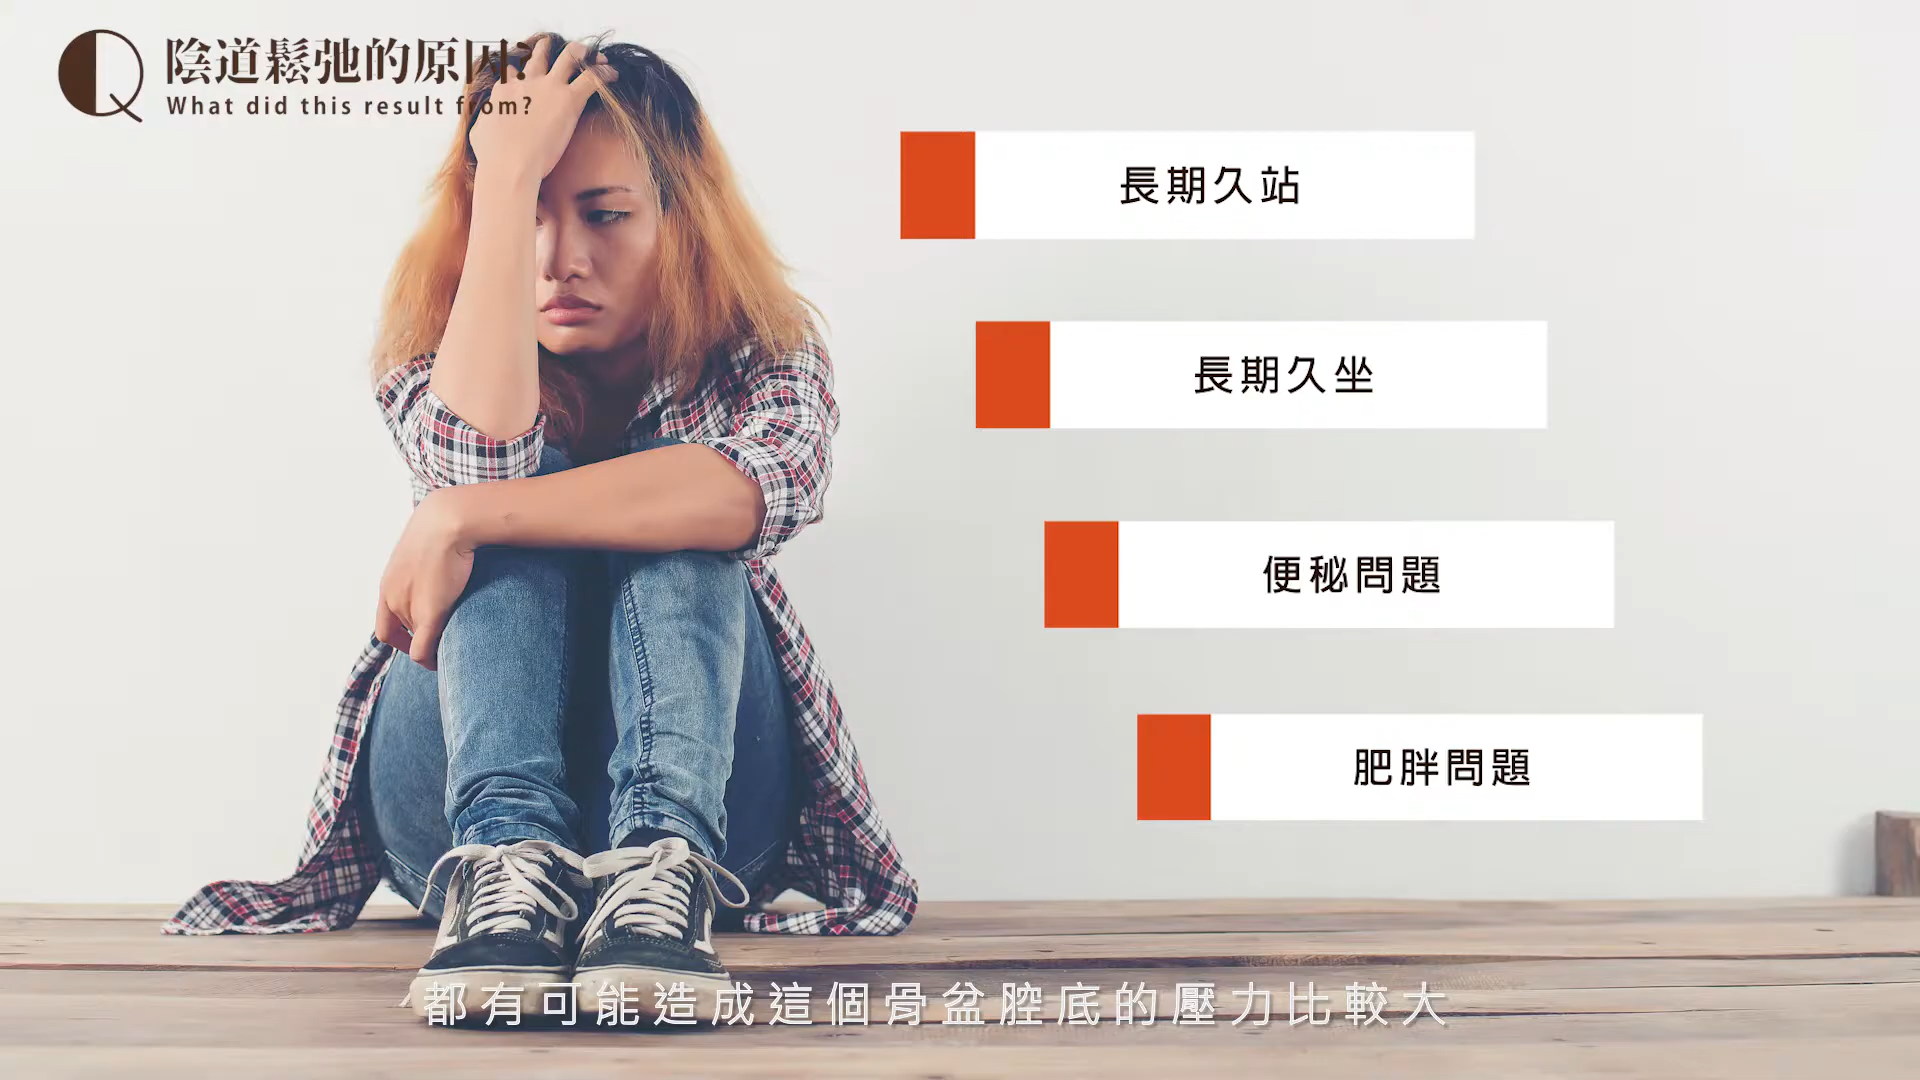 陰道鬆弛的原因?
What did this result from?
長期久站
長期久坐
便秘問題
肥胖問題
都有可能造成這個骨盆腔底的壓力比較大